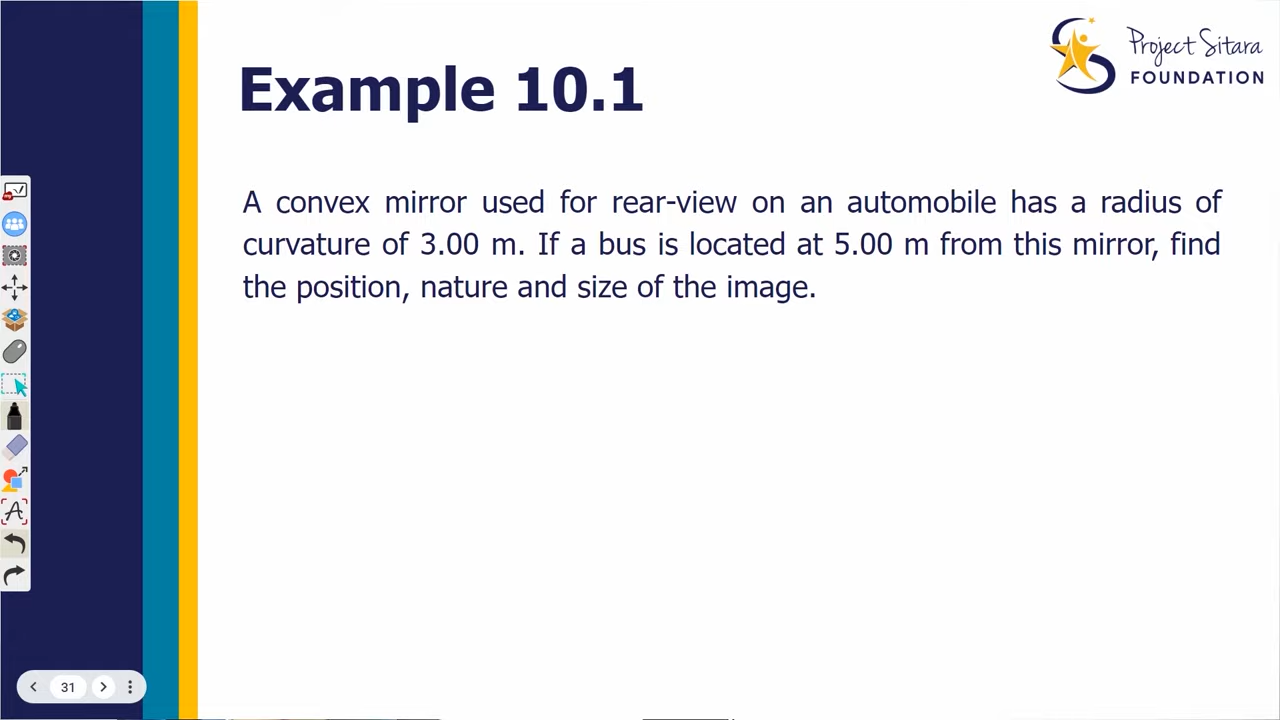 Project Sitara
FOUNDATION
Example 10.1
A convex mirror used for rear-view on an automobile has a radius of
curvature of 3.00 m. If a bus is located at 5.00 m from this mirror, find
the position, nature and size of the image.
31